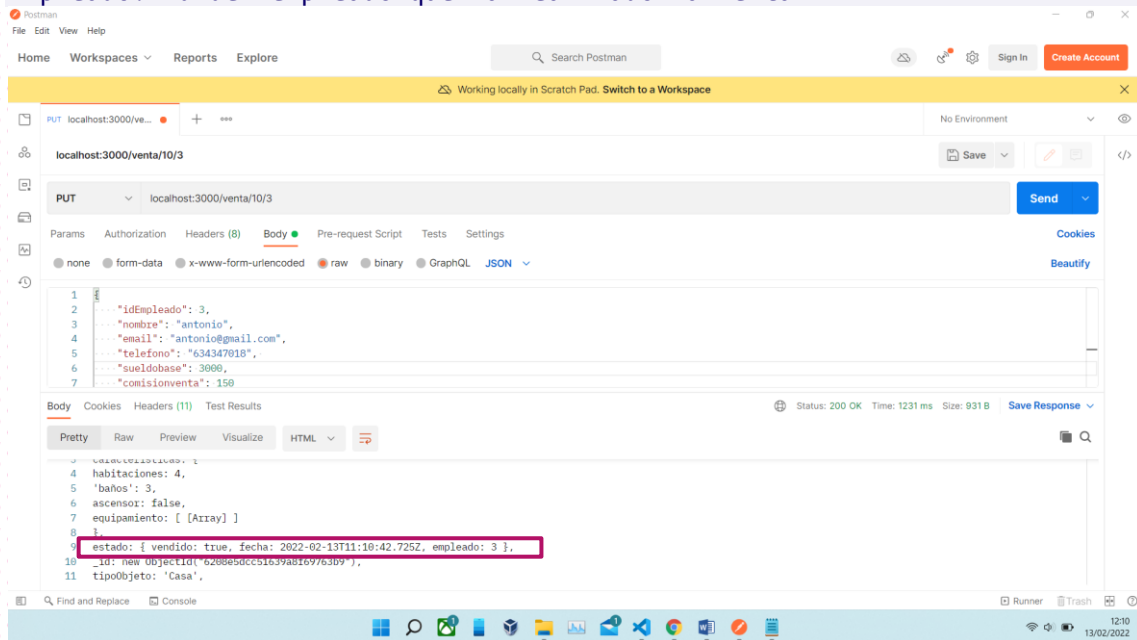 Postman
File Edit View Help
Home Workspaces Reports Explore Search Postman Sign In Create Account
Working locally in Scratch Pad. Switch to a Workspace
PUT localhost:3000/ve... No Environment
localhost:3000/venta/10/3 Save
PUT localhost:3000/venta/10/3 Send
Params Authorization Headers (8) Body Pre-request Script Tests Settings Cookies
none form-data x-www-form-urlencoded raw binary GraphQL JSON Beautify
1 {
2 "idEmpleado": 3,
3 "nombre": "antonio",
4 "email": "antonio@gmail.com",
5 "telefono": "634347018",
6 "sueldobase": 3000,
7 "comisionventa": 150
Body Cookies Headers (11) Test Results Status: 200 OK Time: 1231 ms Size: 931 B Save Response
Pretty Raw Preview Visualize HTML
4 habitaciones: 4,
5 'baños': 3,
6 ascensor: false,
7 equipamiento: [ [Array] ]
8 },
9 estado: { vendido: true, fecha: 2022-02-13T11:10:42.725Z, empleado: 3 },
10 _id: new ObjectId("6208e5dcc51639a8f69763b9"),
11 tipoObjeto: 'Casa',
Find and Replace Console Runner Trash
12:10
13/02/2022